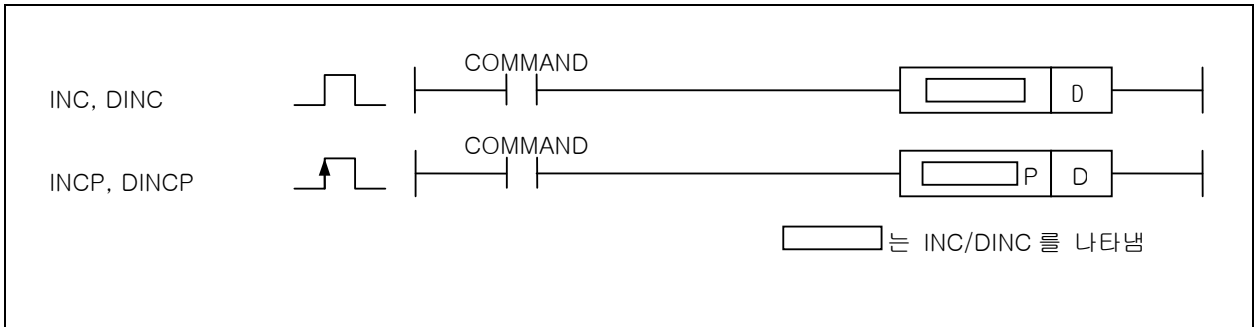 COMMAND
INC, DINC D
COMMAND
INCP, DINCP P D
는 INC/DINC 를 나타냄